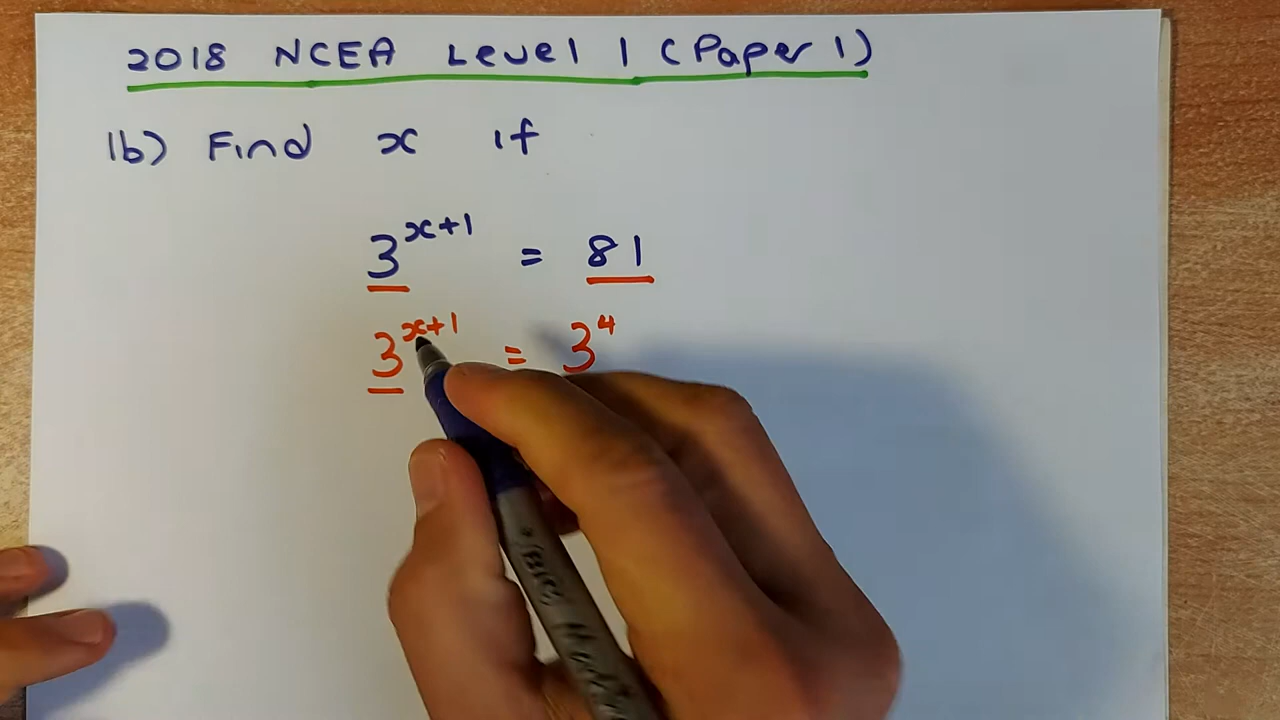 2018 NCEA Level 1 (Paper 1)
1b) Find x if
3^{x+1} = 81
3^{x+1} = 3^4